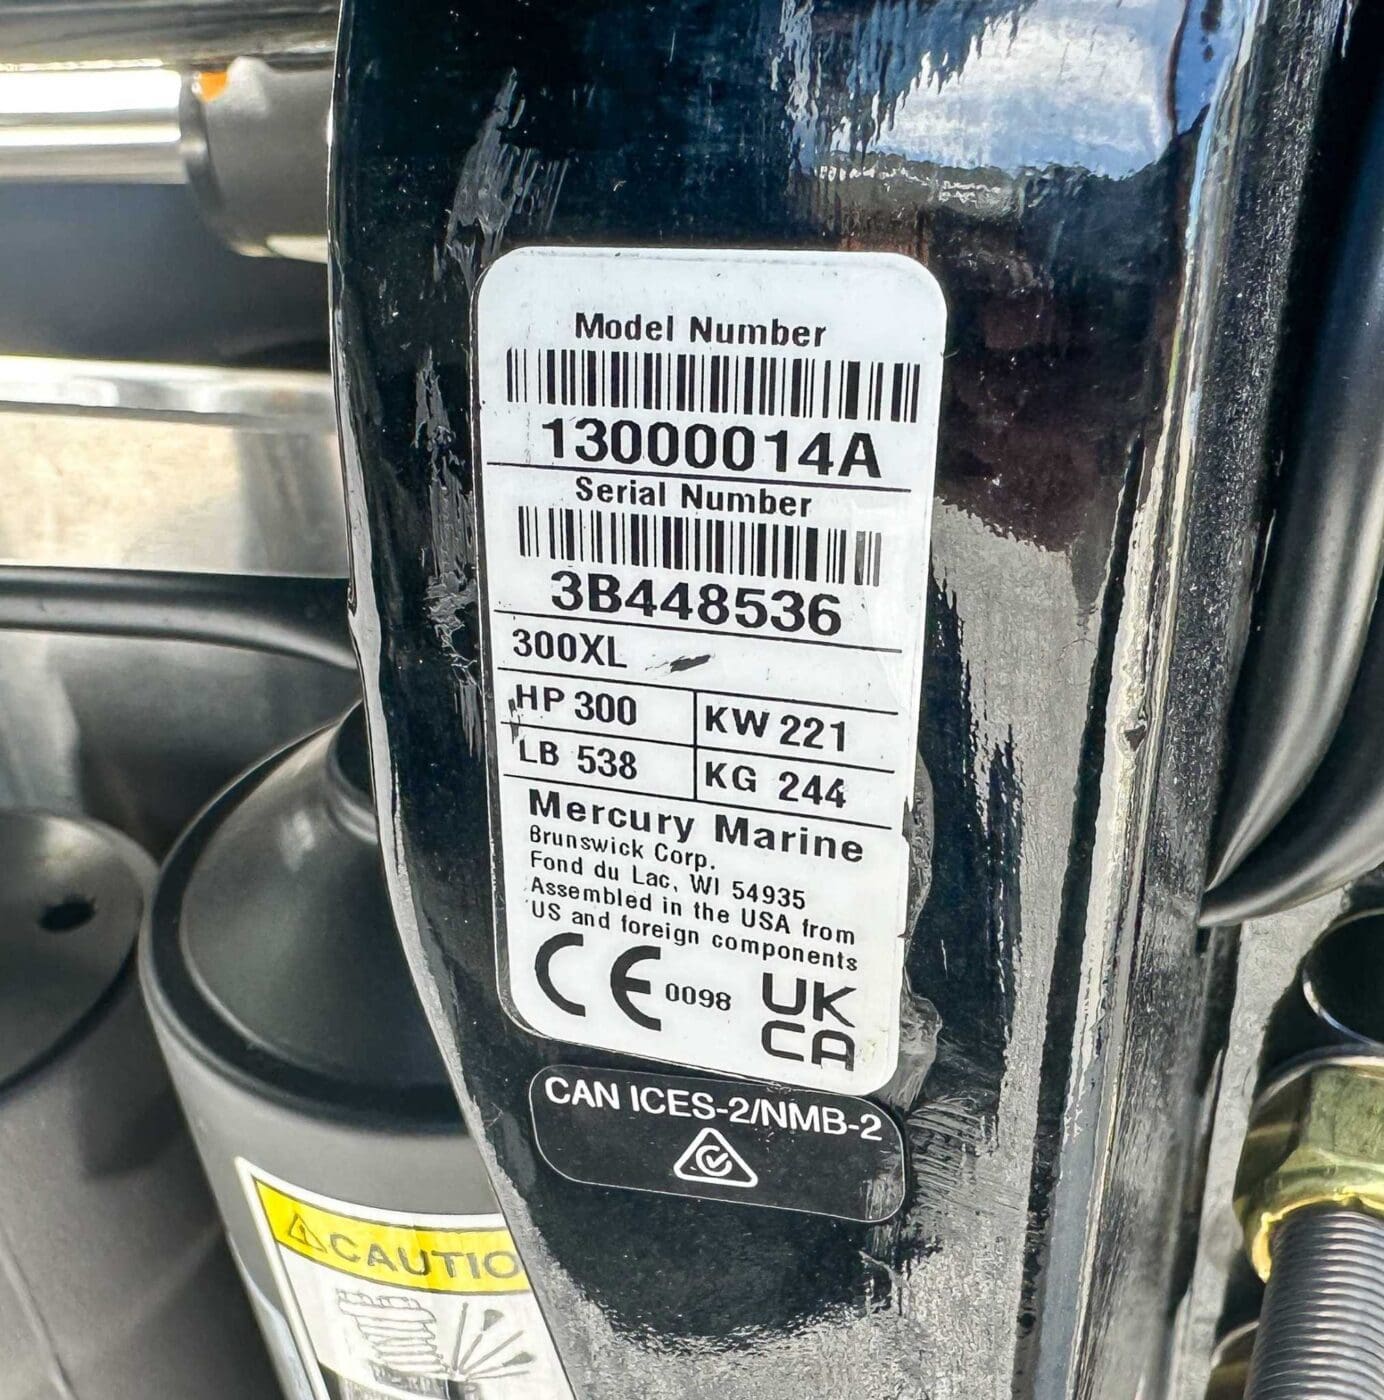 Model Number
13000014A
Serial Number
3B448536
300XL
HP 300 KW 221
LB 538 KG 244
Mercury Marine
Brunswick Corp.
Fond du Lac, WI 54935
Assembled in the USA from
US and foreign components
CE 0098 UK
CA
CAN ICES-2/NMB-2
CAUTIO